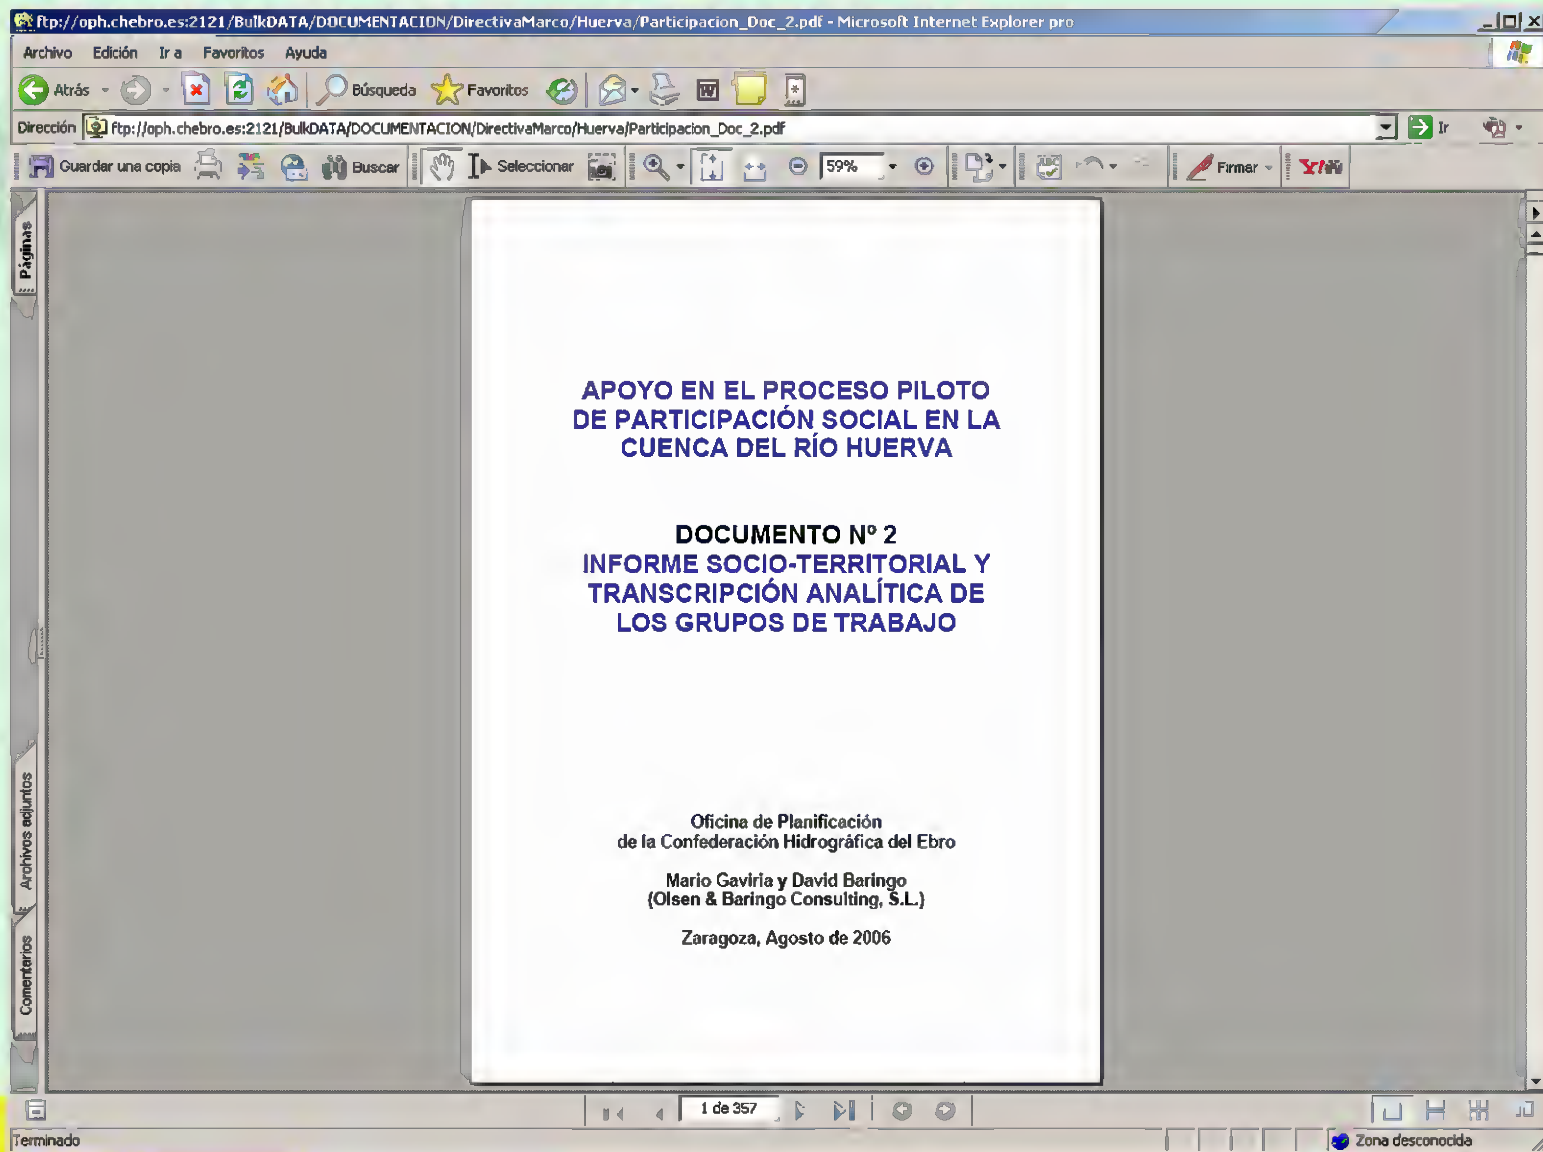 ftp://oph.chebro.es:2121/BulkDATA/DOCUMENTACION/DirectivaMarco/Huerva/Participacion_Doc_2.pdf - Microsoft Internet Explorer pro
Archivo Edición Ir a Favoritos Ayuda
Atrás Búsqueda Favoritos
Dirección ftp://oph.chebro.es:2121/BulkDATA/DOCUMENTACION/DirectivaMarco/Huerva/Participacion_Doc_2.pdf Ir
Guardar una copia Buscar Seleccionar 59% Firmar Y!
Páginas
APOYO EN EL PROCESO PILOTO
DE PARTICIPACIÓN SOCIAL EN LA
CUENCA DEL RÍO HUERVA
DOCUMENTO Nº 2
INFORME SOCIO-TERRITORIAL Y
TRANSCRIPCIÓN ANALÍTICA DE
LOS GRUPOS DE TRABAJO
Archivos adjuntos
Oficina de Planificación
de la Confederación Hidrográfica del Ebro
Mario Gaviria y David Baringo
(Olsen & Baringo Consulting, S.L.)
Zaragoza, Agosto de 2006
Comentarios
1 de 357
Terminado Zona desconocida